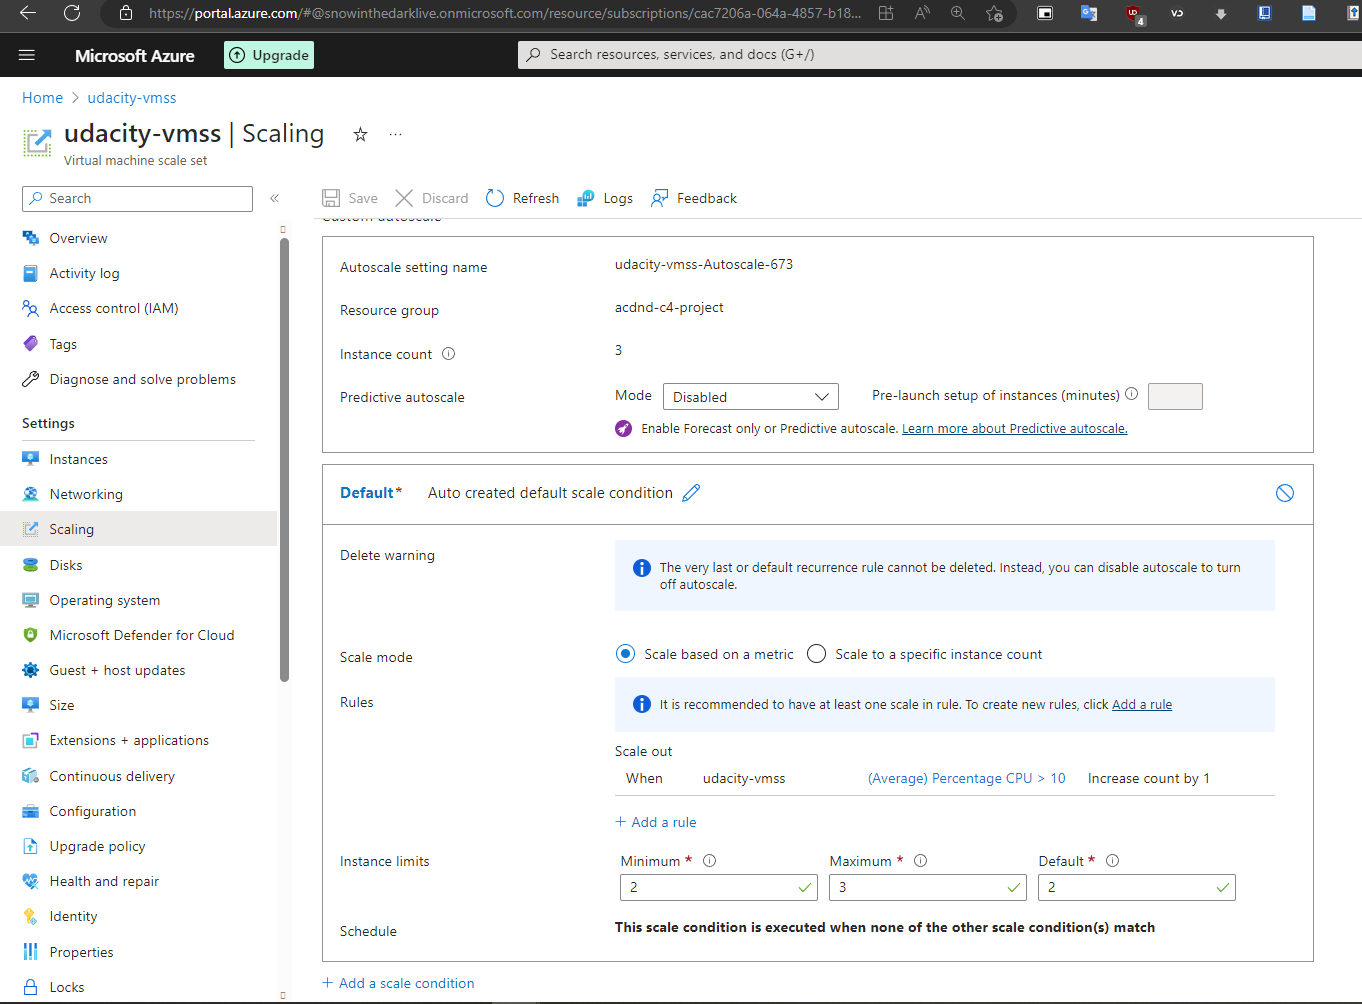 https://portal.azure.com/#@snowinthedarklive.onmicrosoft.com/resource/subscriptions/cac7206a-064a-4857-b18...
4
Microsoft Azure
Upgrade
Search resources, services, and docs (G+/)
Home > udacity-vmss
udacity-vmss | Scaling
Virtual machine scale set
Search
Save
Discard
Refresh
Logs
Feedback
Custom autoscale
Overview
Activity log
Access control (IAM)
Tags
Diagnose and solve problems
Settings
Instances
Networking
Scaling
Disks
Operating system
Microsoft Defender for Cloud
Guest + host updates
Size
Extensions + applications
Continuous delivery
Configuration
Upgrade policy
Health and repair
Identity
Properties
Locks
Autoscale setting name udacity-vmss-Autoscale-673
Resource group acdnd-c4-project
Instance count 3
Predictive autoscale Mode Disabled Pre-launch setup of instances (minutes)
Enable Forecast only or Predictive autoscale. Learn more about Predictive autoscale.
Default* Auto created default scale condition
Delete warning
The very last or default recurrence rule cannot be deleted. Instead, you can disable autoscale to turn
off autoscale.
Scale mode Scale based on a metric Scale to a specific instance count
Rules
It is recommended to have at least one scale in rule. To create new rules, click Add a rule
Scale out
When udacity-vmss (Average) Percentage CPU > 10 Increase count by 1
+ Add a rule
Instance limits Minimum * Maximum * Default *
2 3 2
Schedule This scale condition is executed when none of the other scale condition(s) match
+ Add a scale condition